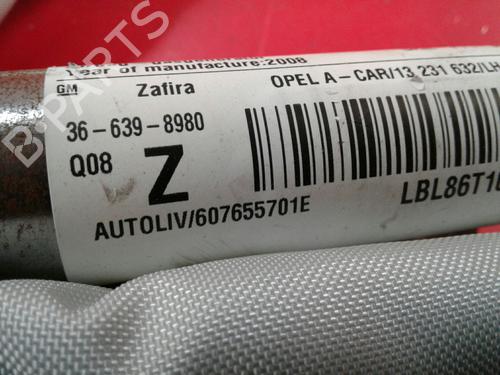 Year of manufacture:2008
GM Zafira OPEL A-CAR/13 231 632/LH
36-639-8980
Q08 Z
AUTOLIV/607655701E LBL86T1
B-PARTS